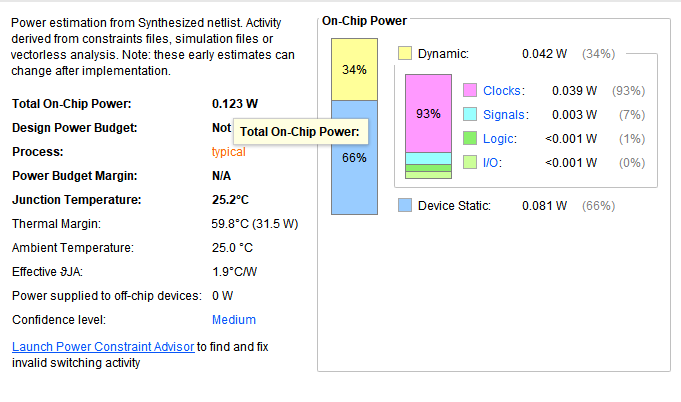 Power estimation from Synthesized netlist. Activity
derived from constraints files, simulation files or
vectorless analysis. Note: these early estimates can
change after implementation.
Total On-Chip Power: 0.123 W
Design Power Budget: Not
Total On-Chip Power:
Process: typical
Power Budget Margin: N/A
Junction Temperature: 25.2°C
Thermal Margin: 59.8°C (31.5 W)
Ambient Temperature: 25.0 °C
Effective ϑJA: 1.9°C/W
Power supplied to off-chip devices: 0 W
Confidence level: Medium
Launch Power Constraint Advisor to find and fix
invalid switching activity
On-Chip Power
34%
66%
Dynamic: 0.042 W (34%)
93%
Clocks: 0.039 W (93%)
Signals: 0.003 W (7%)
Logic: <0.001 W (1%)
I/O: <0.001 W (0%)
Device Static: 0.081 W (66%)